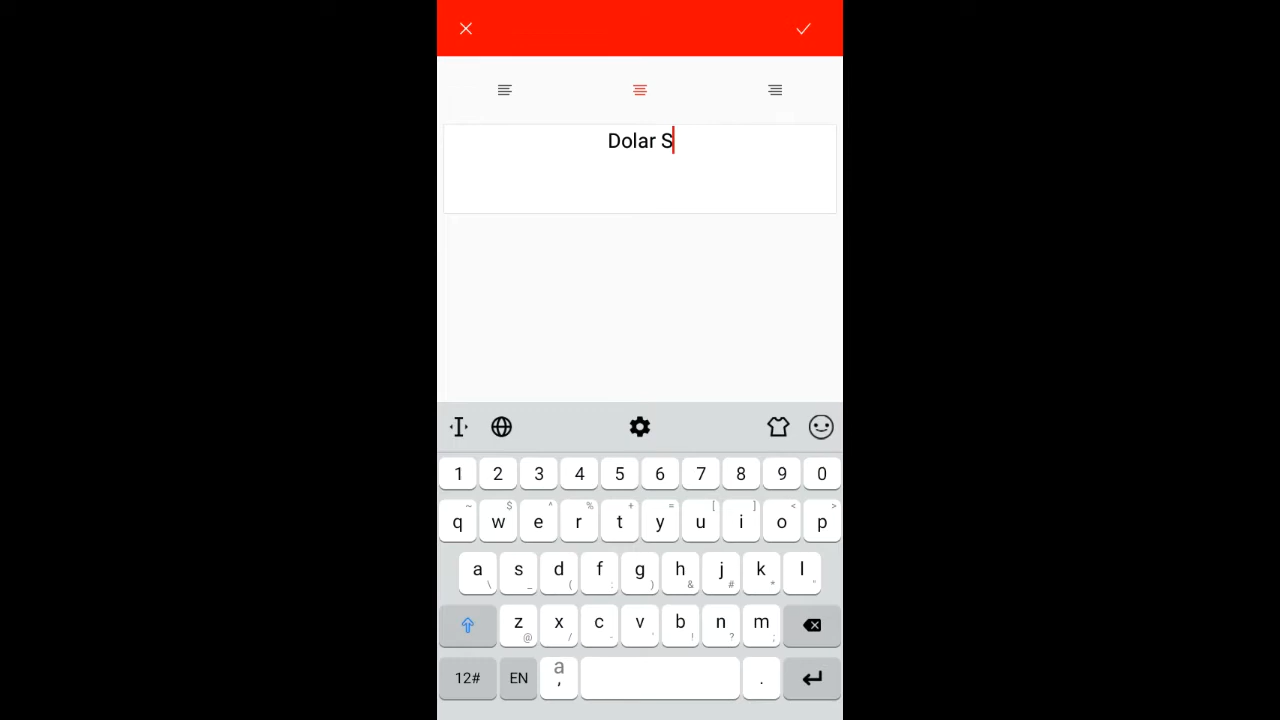 Dolar S
1 2 3 4 5 6 7 8 9 0
~ $ ^ % + = [ ] < >
q w e r t y u i o p
a s d f g h j k l
\ _ ( : ) & # * "
z x c v b n m
@ / - ' ! ? ;
12# EN a , .